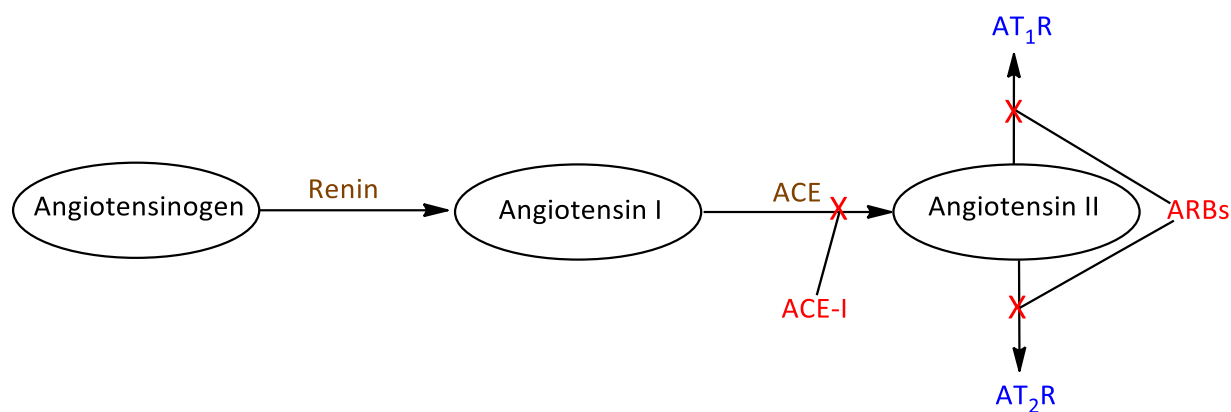 AT₁R
X
Renin
ACE
Angiotensinogen
Angiotensin I
X
Angiotensin II
ARBs
ACE-I
X
AT₂R